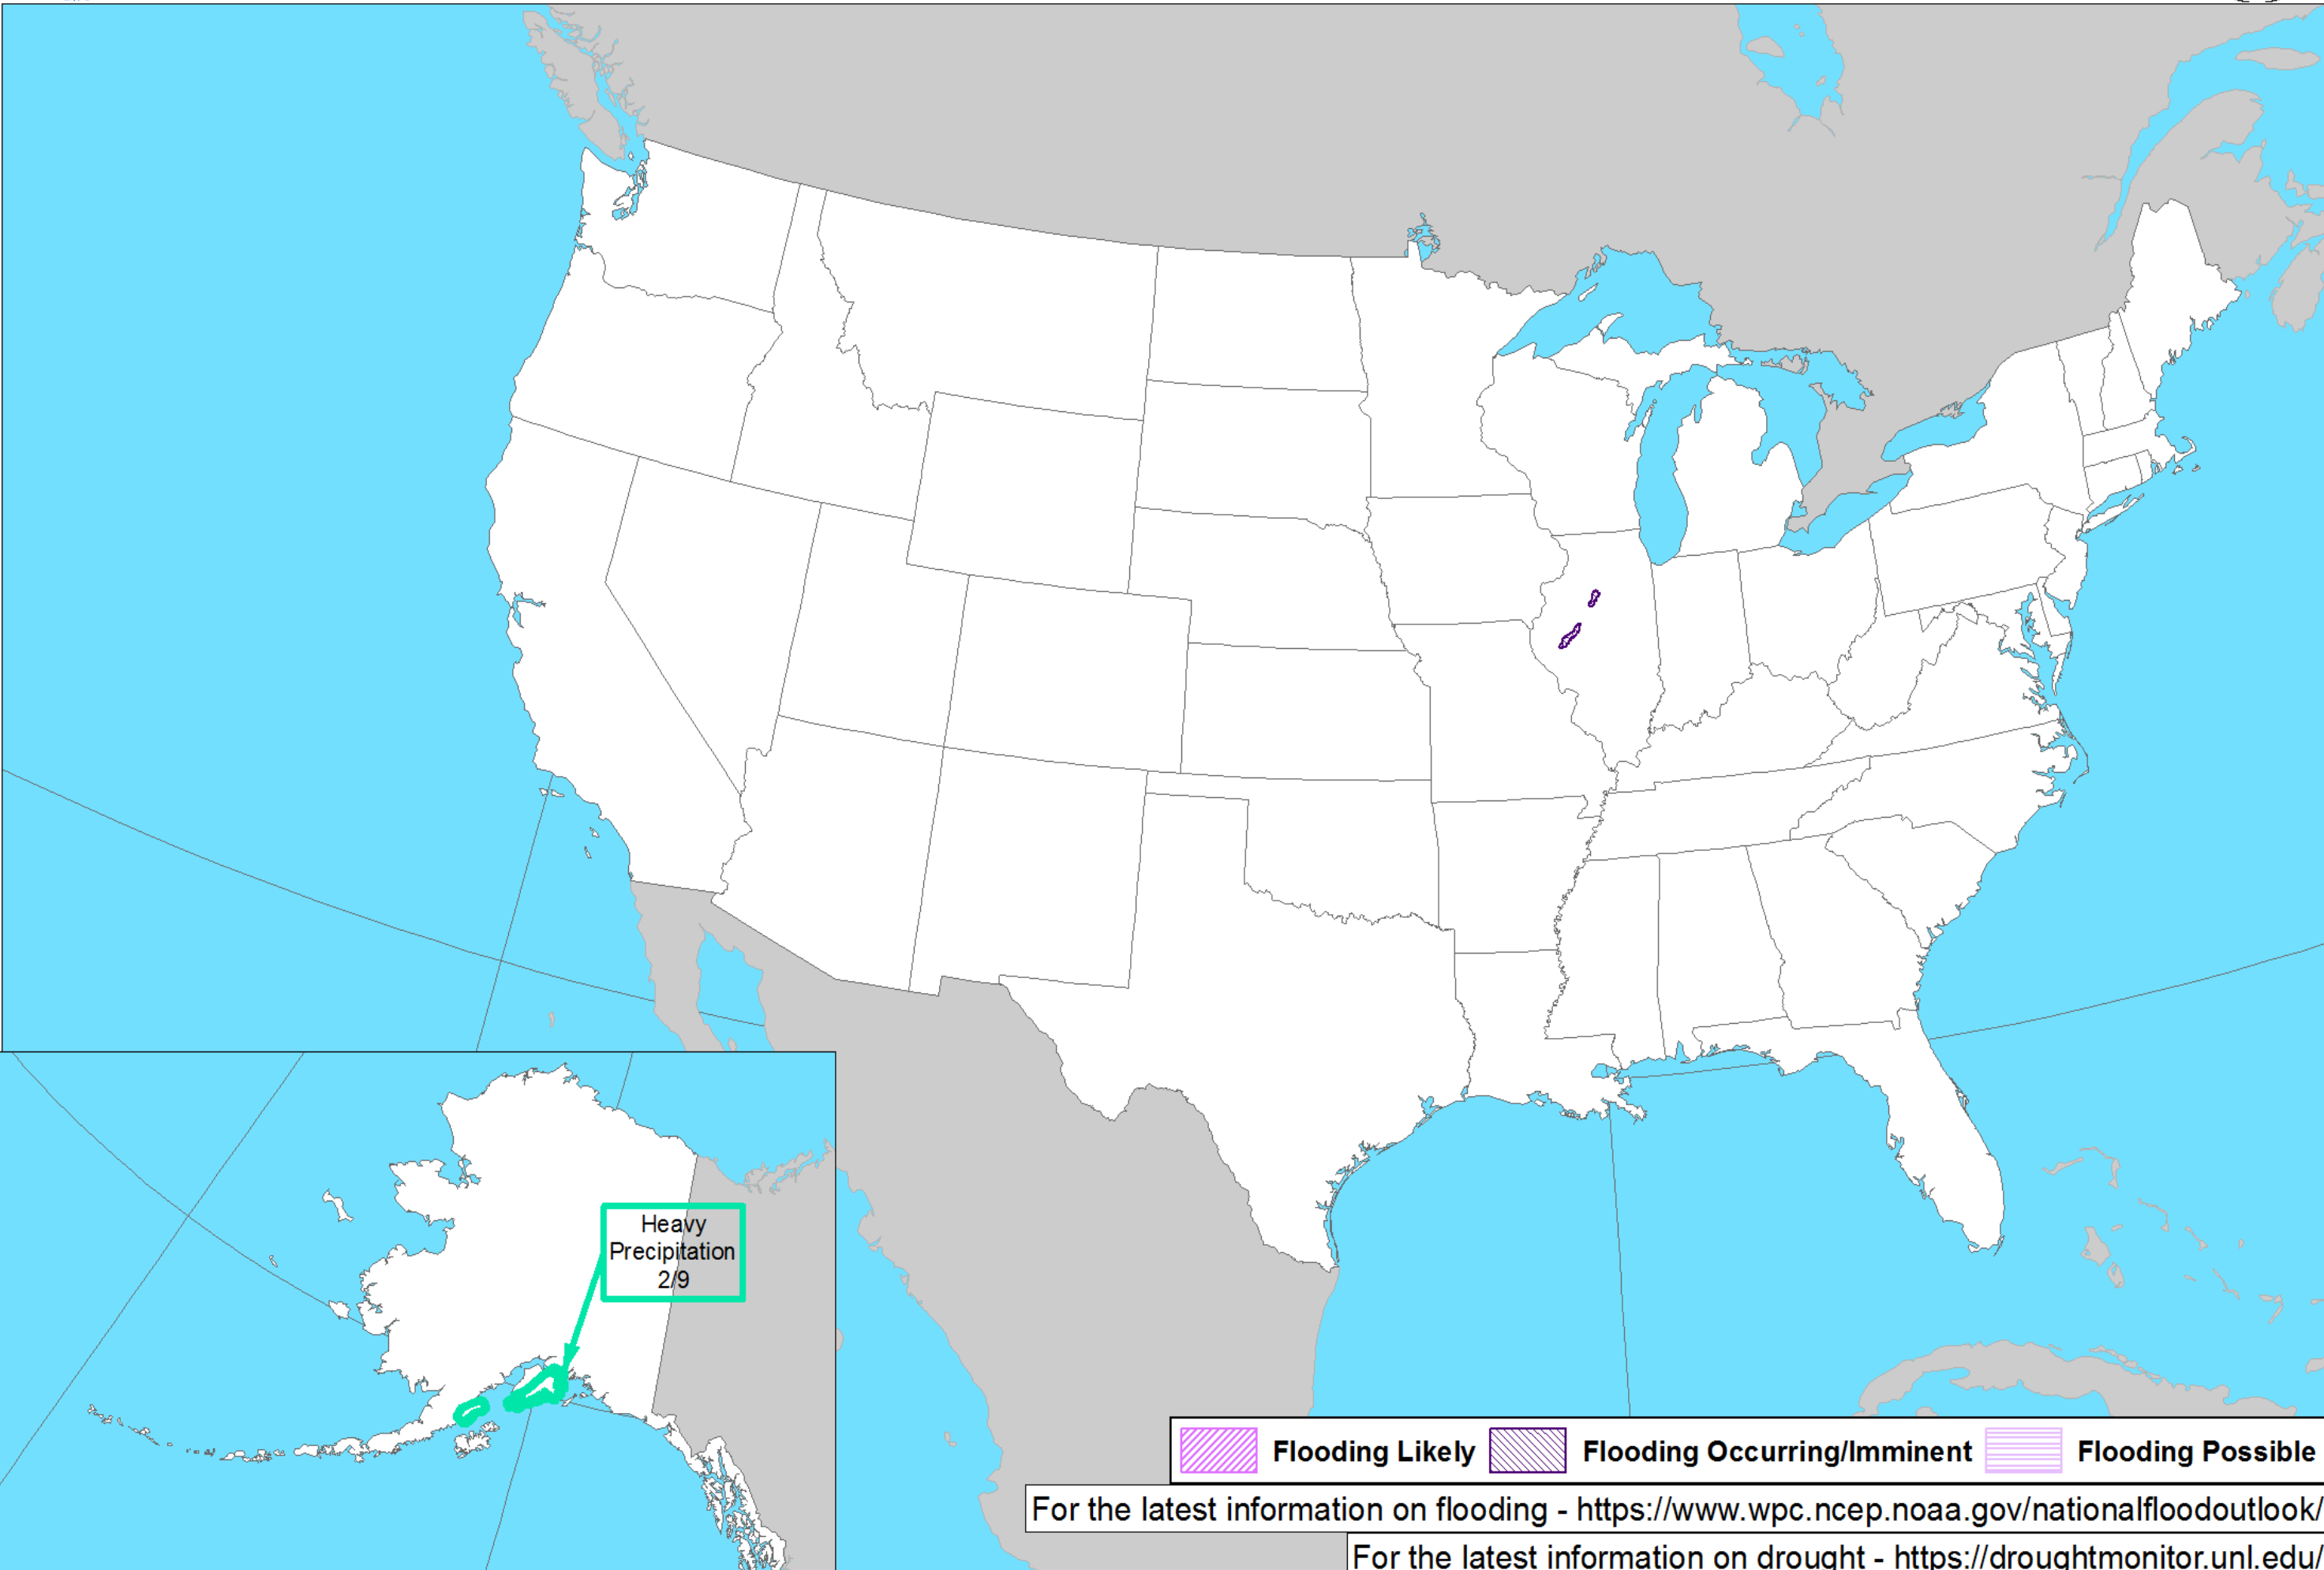 Heavy
Precipitation
2/9
Flooding Likely Flooding Occurring/Imminent Flooding Possible
For the latest information on flooding - https://www.wpc.ncep.noaa.gov/nationalfloodoutlook/
For the latest information on drought - https://droughtmonitor.unl.edu/